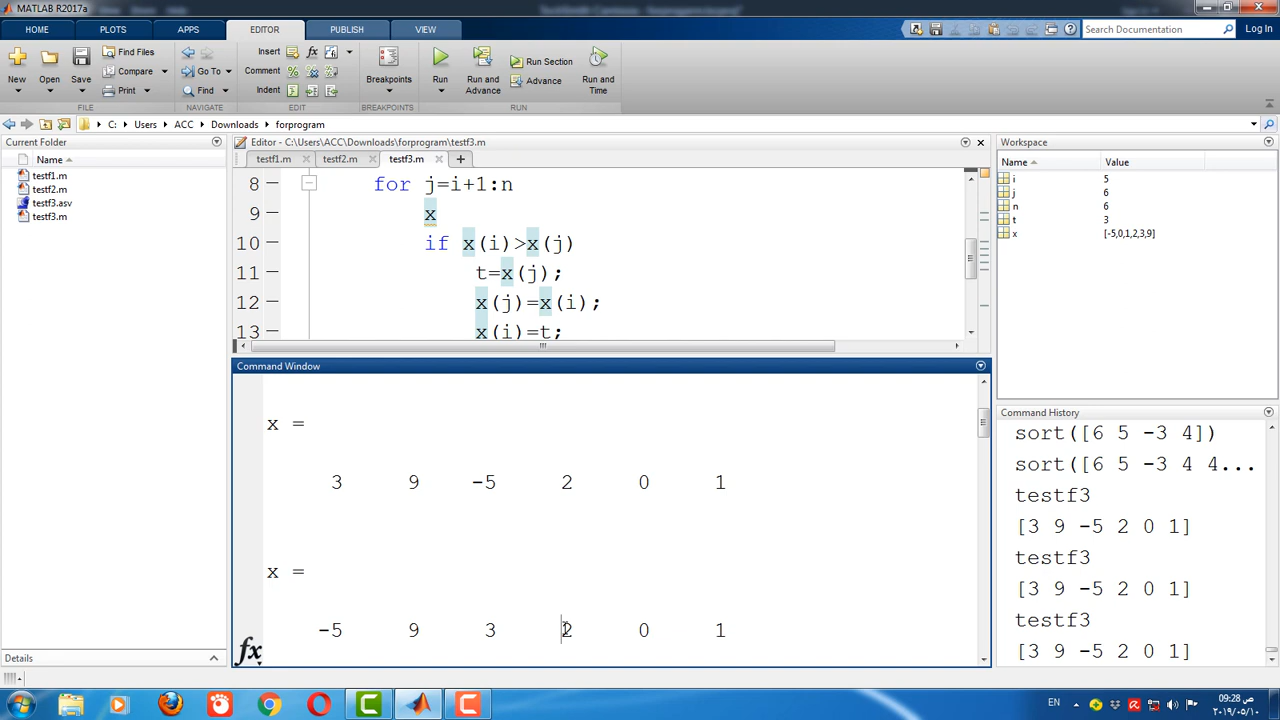 MATLAB R2017a
HOME PLOTS APPS EDITOR PUBLISH VIEW
Search Documentation Log In
New Open Save Find Files Compare Print
Go To Find
Insert Comment Indent
Breakpoints
Run Run and Advance Run Section Advance Run and Time
FILE NAVIGATE EDIT BREAKPOINTS RUN
C: Users ACC Downloads forprogram
Current Folder
Name
testf1.m
testf2.m
testf3.asv
testf3.m
Details
Editor - C:\Users\ACC\Downloads\forprogram\testf3.m
testf1.m testf2.m testf3.m
8 for j=i+1:n
9 x
10 if x(i)>x(j)
11 t=x(j);
12 x(j)=x(i);
13 x(i)=t;
Command Window
x =
3 9 -5 2 0 1
x =
-5 9 3 2 0 1
fx
Workspace
Name Value
i 5
j 6
n 6
t 3
x [-5,0,1,2,3,9]
Command History
sort([6 5 -3 4])
sort([6 5 -3 4 4...
testf3
[3 9 -5 2 0 1]
testf3
[3 9 -5 2 0 1]
testf3
[3 9 -5 2 0 1]
EN
09:28 ص
٢٠١٩/٠٥/١٠